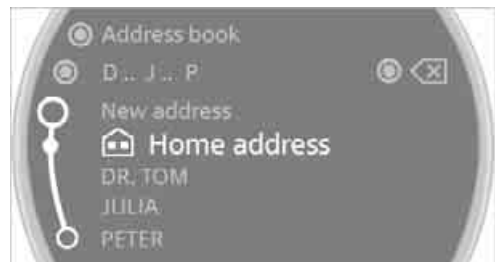 Address book
D .. J .. P
New address
Home address
DR. TOM
JULIA
PETER